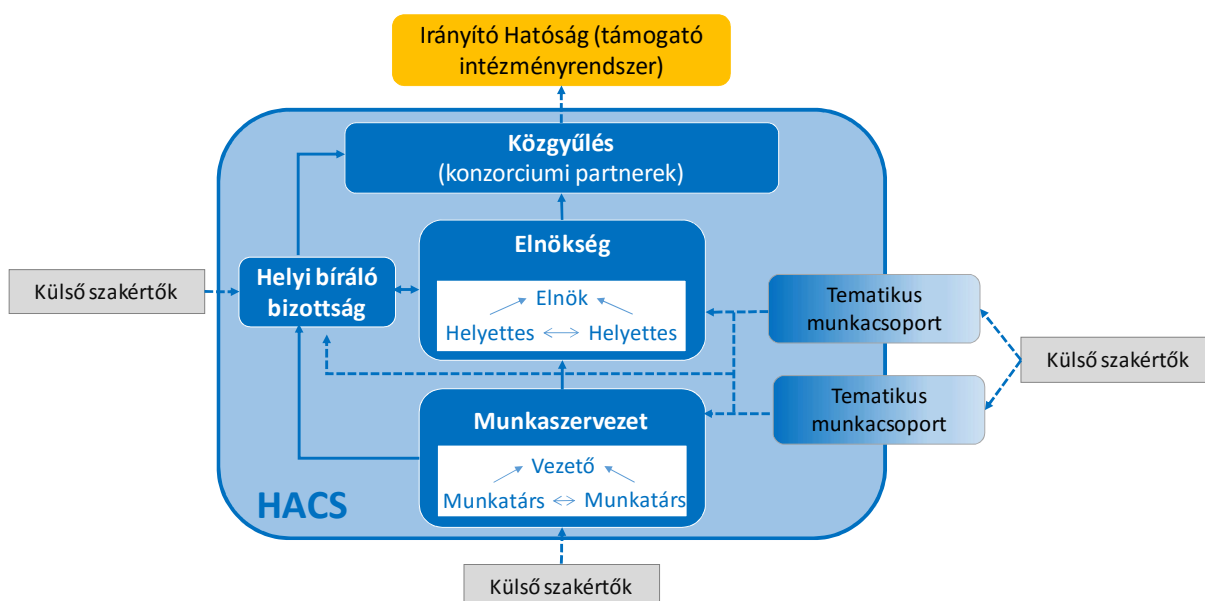 Irányító Hatóság (támogató
intézményrendszer)
Közgyűlés
(konzorciumi partnerek)
Elnökség
Elnök
Helyettes
Helyettes
Helyi bíráló
bizottság
Külső szakértők
Tematikus
munkacsoport
Tematikus
munkacsoport
Külső szakértők
Munkaszervezet
Vezető
Munkatárs
Munkatárs
HACS
Külső szakértők